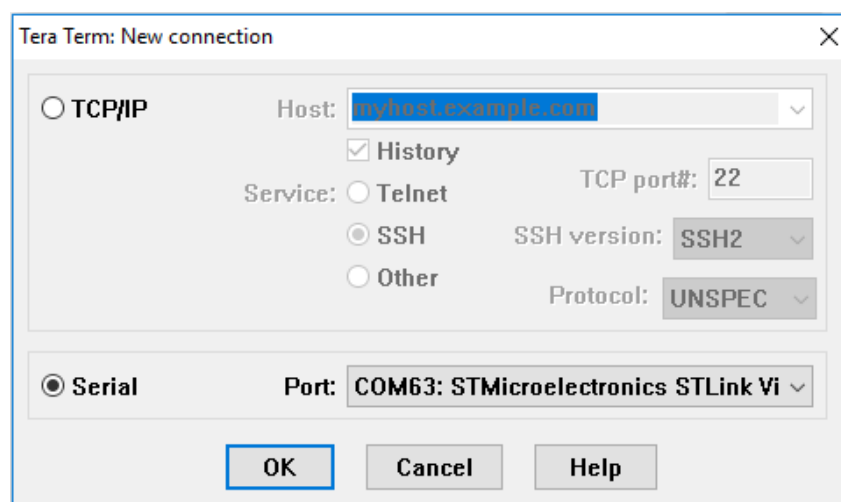 Tera Term: New connection
TCP/IP
Host: myhost.example.com
History
Service: Telnet
TCP port#: 22
SSH
SSH version: SSH2
Other
Protocol: UNSPEC
Serial
Port: COM63: STMicroelectronics STLink Vi
OK Cancel Help